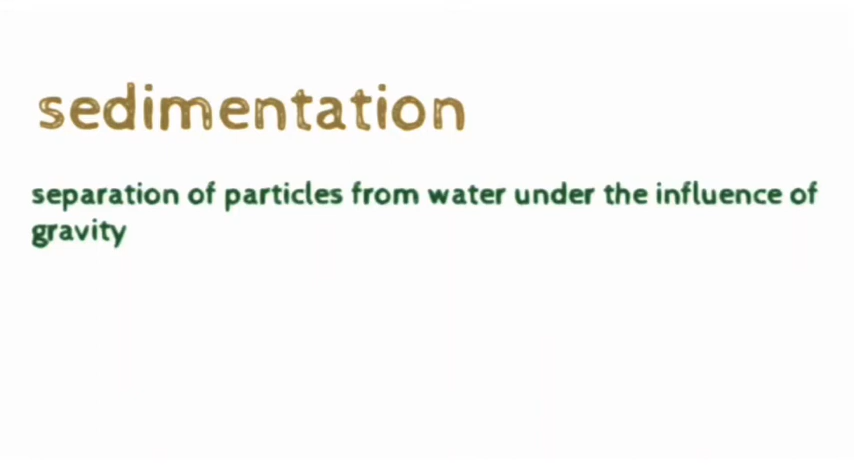 sedimentation
separation of particles from water under the influence of
gravity